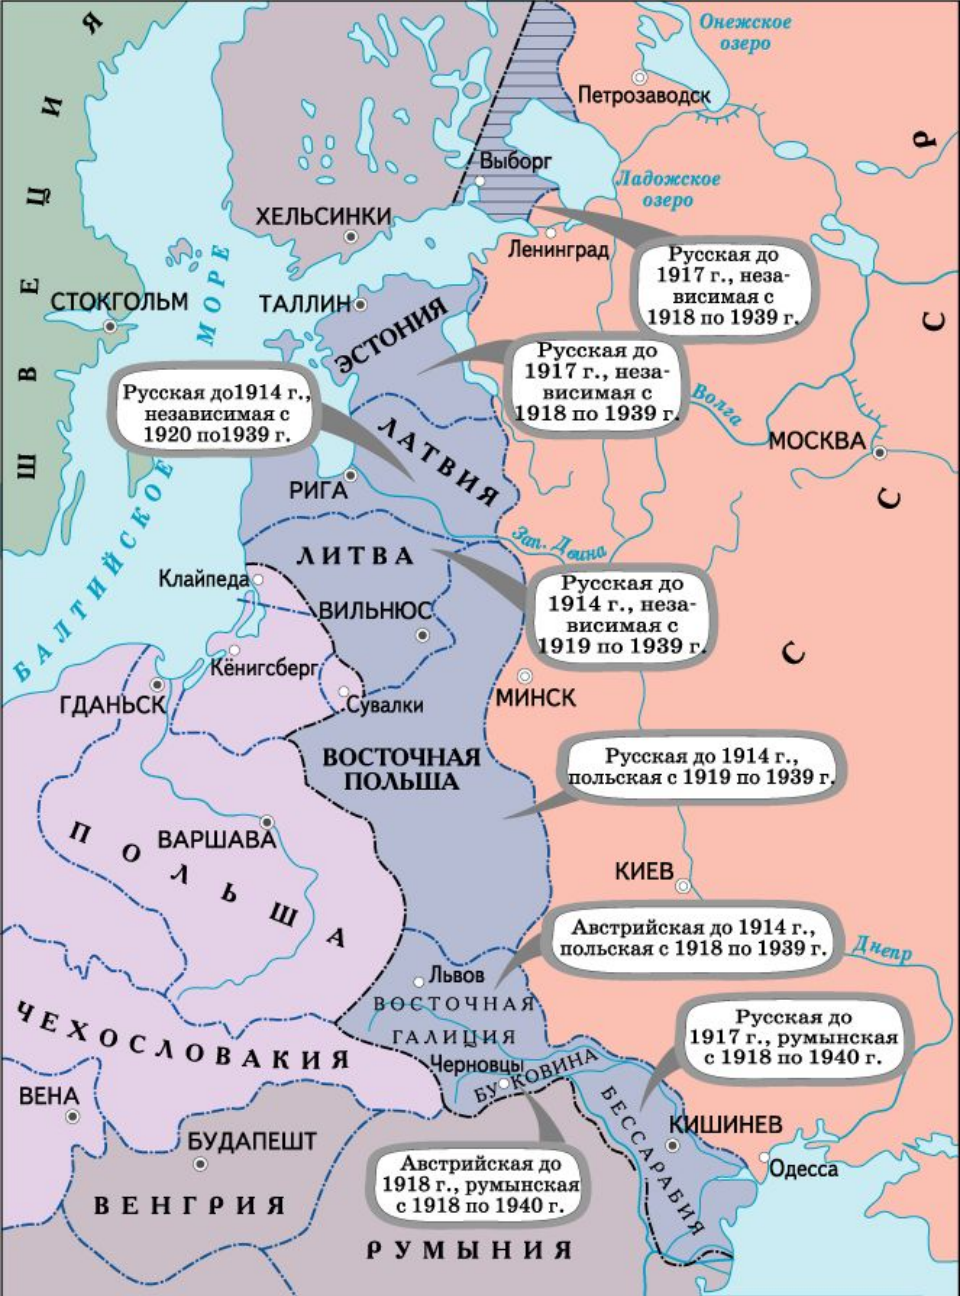 Онежское
озеро
Петрозаводск
Выборг
Ладожское
озеро
ХЕЛЬСИНКИ
Ленинград
Русская до
1917 г., неза-
висимая с
1918 по 1939 г.
ШВЕЦИЯ
СТОКГОЛЬМ
БАЛТИЙСКОЕ МОРЕ
ТАЛЛИН
ЭСТОНИЯ
Русская до
1917 г., неза-
висимая с
1918 по 1939 г.
Русская до1914 г.,
независимая с
1920 по1939 г.
Волга
МОСКВА
ЛАТВИЯ
РИГА
СССР
Зап. Двина
ЛИТВА
Клайпеда
ВИЛЬНЮС
Русская до
1914 г., неза-
висимая с
1919 по 1939 г.
Кёнигсберг
ГДАНЬСК
Сувалки
МИНСК
ВОСТОЧНАЯ
ПОЛЬША
Русская до 1914 г.,
польская с 1919 по 1939 г.
ПОЛЬША
ВАРШАВА
КИЕВ
Австрийская до 1914 г.,
польская с 1918 по 1939 г.
Днепр
Львов
ВОСТОЧНАЯ
ГАЛИЦИЯ
ЧЕХОСЛОВАКИЯ
Русская до
1917 г., румынская
с 1918 по 1940 г.
Черновцы
БУКОВИНА
ВЕНА
БЕССАРАБИЯ
КИШИНЕВ
БУДАПЕШТ
Одесса
Австрийская до
1918 г., румынская
с 1918 по 1940 г.
ВЕНГРИЯ
РУМЫНИЯ